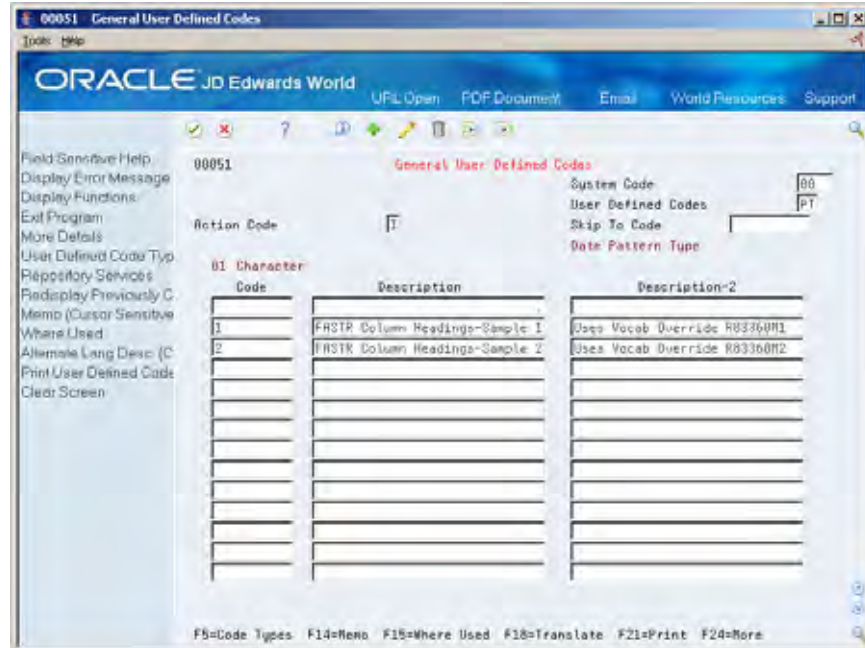 00051 General User Defined Codes
Tools Help
ORACLE JD Edwards World
URL Open PDF Document Email World Resources Support
Field Sensitive Help
Display Error Message
Display Functions
Exit Program
More Details
User Defined Code Typ
Repository Services
Redisplay Previously C
Memo (Cursor Sensitive
Where Used
Alternate Lang Desc. (C
Print User Defined Code
Clear Screen
00051 General User Defined Codes
System Code 00
User Defined Codes PT
Action Code I Skip To Code
Date Pattern Type
01 Character
Code Description Description-2
.
1 FASTR Column Headings-Sample 1 Uses Vocab Override R83360M1
2 FASTR Column Headings-Sample 2 Uses Vocab Override R83360M2
F5=Code Types F14=Memo F15=Where Used F18=Translate F21=Print F24=More